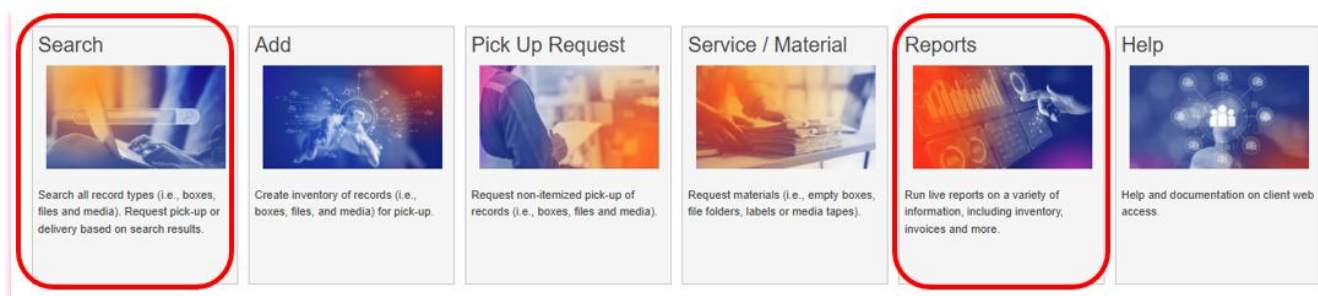 Search
Search all record types (i.e., boxes,
files and media). Request pick-up or
delivery based on search results.
Add
Create inventory of records (i.e.,
boxes, files, and media) for pick-up.
Pick Up Request
Request non-itemized pick-up of
records (i.e., boxes, files and media).
Service / Material
Request materials (i.e., empty boxes,
file folders, labels or media tapes).
Reports
Run live reports on a variety of
information, including inventory,
invoices and more.
Help
Help and documentation on client web
access.